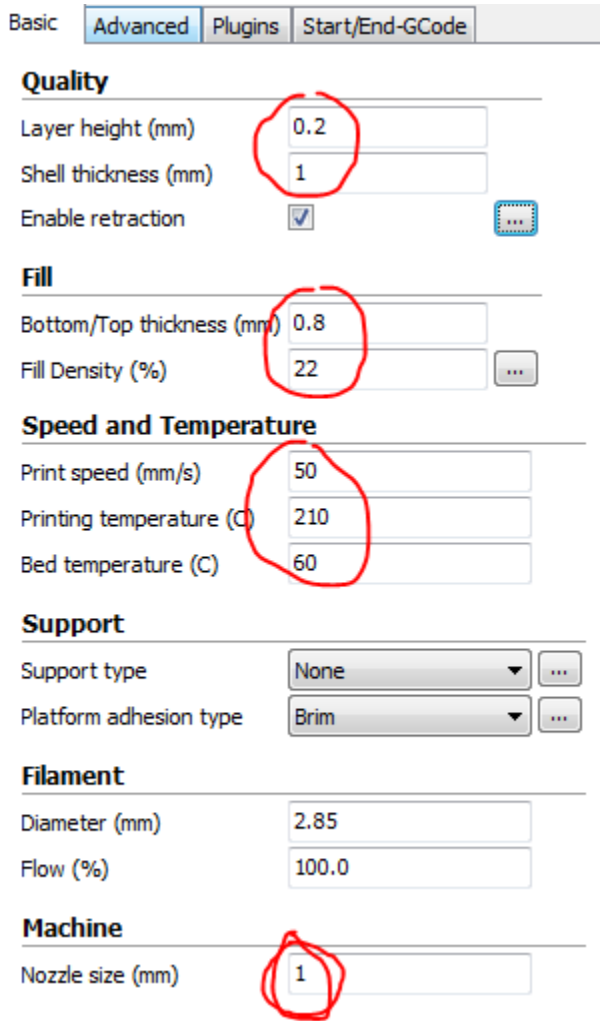 Basic Advanced Plugins Start/End-GCode
Quality
Layer height (mm) 0.2
Shell thickness (mm) 1
Enable retraction ...
Fill
Bottom/Top thickness (mm) 0.8
Fill Density (%) 22 ...
Speed and Temperature
Print speed (mm/s) 50
Printing temperature (C) 210
Bed temperature (C) 60
Support
Support type None ...
Platform adhesion type Brim ...
Filament
Diameter (mm) 2.85
Flow (%) 100.0
Machine
Nozzle size (mm) 1